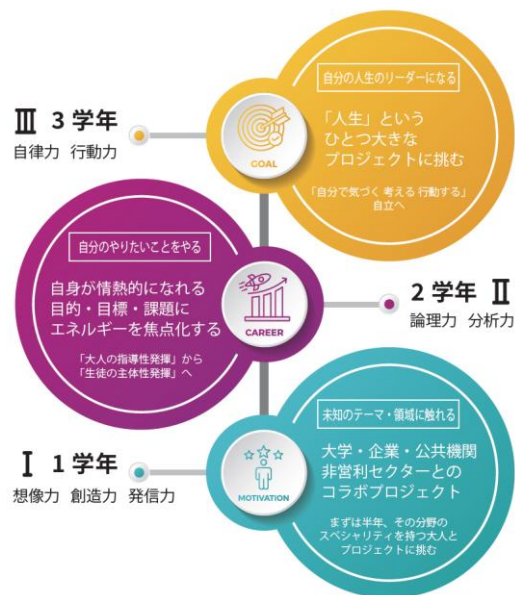 自分の人生のリーダーになる
「人生」という
ひとつ大きな
プロジェクトに挑む
「自分で気づく 考える 行動する」
自立へ
GOAL
Ⅲ 3 学年
自律力 行動力
自分のやりたいことをやる
自身が情熱的になれる
目的・目標・課題に
エネルギーを焦点化する
「大人の指導性発揮」から
「生徒の主体性発揮」へ
CAREER
2 学年 Ⅱ
論理力 分析力
未知のテーマ・領域に触れる
大学・企業・公共機関
非営利セクターとの
コラボプロジェクト
まずは半年、その分野の
スペシャリティを持つ大人と
プロジェクトに挑む
MOTIVATION
Ⅰ 1 学年
想像力 創造力 発信力